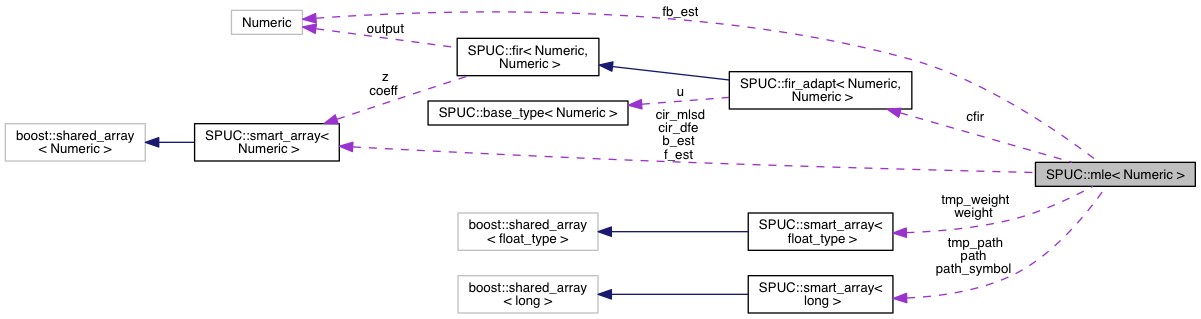 fb_est
Numeric
output
SPUC::fir< Numeric,
Numeric >
z
coeff
SPUC::fir_adapt< Numeric,
Numeric >
u
SPUC::base_type< Numeric >
cfir
cir_mlsd
cir_dfe
b_est
f_est
boost::shared_array
< Numeric >
SPUC::smart_array<
Numeric >
SPUC::mle< Numeric >
tmp_weight
weight
boost::shared_array
< float_type >
SPUC::smart_array<
float_type >
tmp_path
path
path_symbol
boost::shared_array
< long >
SPUC::smart_array<
long >